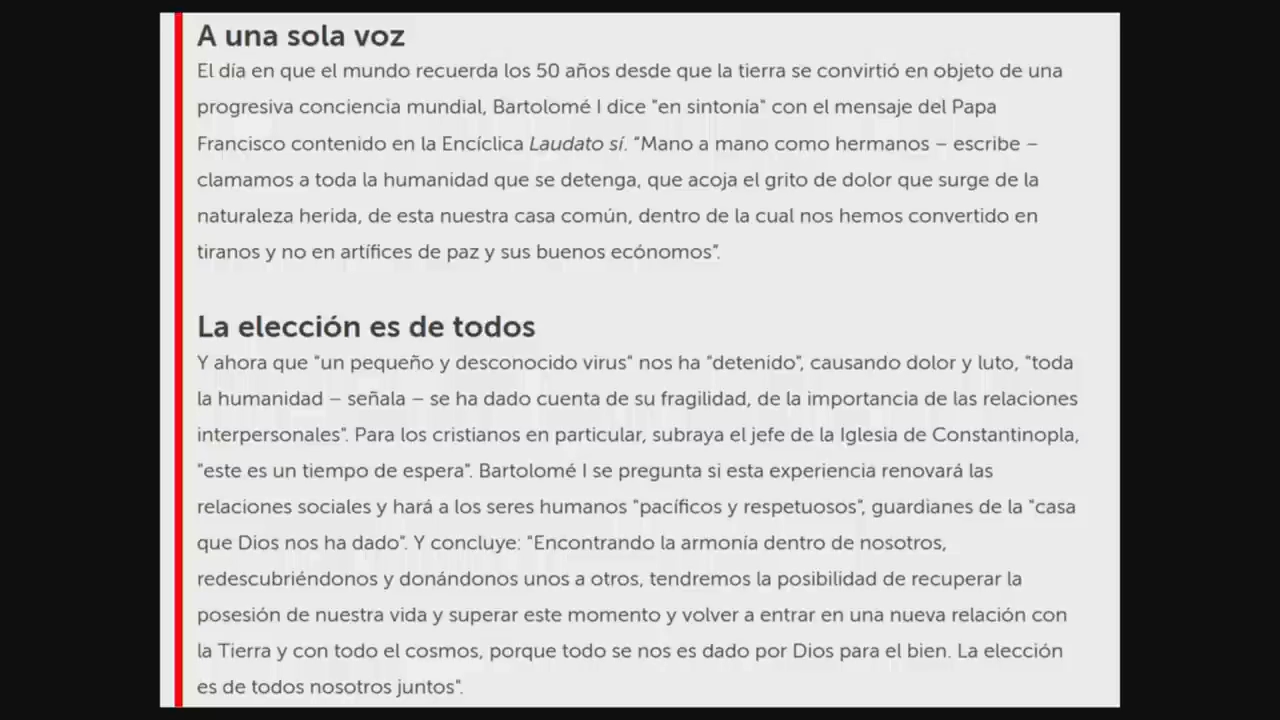 A una sola voz
El día en que el mundo recuerda los 50 años desde que la tierra se convirtió en objeto de una
progresiva conciencia mundial, Bartolomé I dice "en sintonía" con el mensaje del Papa
Francisco contenido en la Encíclica Laudato sí. "Mano a mano como hermanos – escribe –
clamamos a toda la humanidad que se detenga, que acoja el grito de dolor que surge de la
naturaleza herida, de esta nuestra casa común, dentro de la cual nos hemos convertido en
tiranos y no en artífices de paz y sus buenos ecónomos".
La elección es de todos
Y ahora que "un pequeño y desconocido virus" nos ha "detenido", causando dolor y luto, "toda
la humanidad – señala – se ha dado cuenta de su fragilidad, de la importancia de las relaciones
interpersonales". Para los cristianos en particular, subraya el jefe de la Iglesia de Constantinopla,
"este es un tiempo de espera". Bartolomé I se pregunta si esta experiencia renovará las
relaciones sociales y hará a los seres humanos "pacíficos y respetuosos", guardianes de la "casa
que Dios nos ha dado". Y concluye: "Encontrando la armonía dentro de nosotros,
redescubriéndonos y donándonos unos a otros, tendremos la posibilidad de recuperar la
posesión de nuestra vida y superar este momento y volver a entrar en una nueva relación con
la Tierra y con todo el cosmos, porque todo se nos es dado por Dios para el bien. La elección
es de todos nosotros juntos".